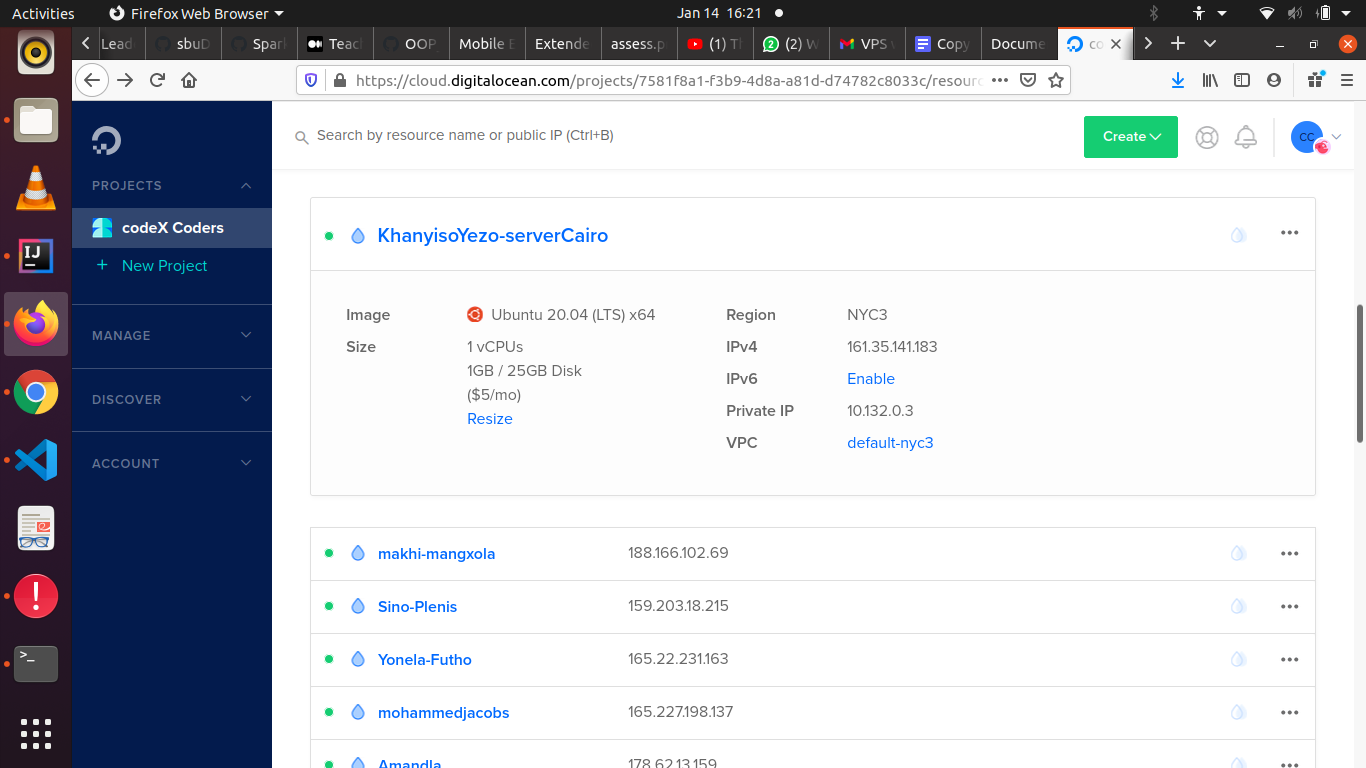 Activities Firefox Web Browser Jan 14 16:21
Lead sbuD Spark Teac OOP Mobile E Extende assess.p (1) Th (2) W VPS v Copy Docume co
https://cloud.digitalocean.com/projects/7581f8a1-f3b9-4d8a-a81d-d74782c8033c/resourc
Search by resource name or public IP (Ctrl+B)
Create
CC
PROJECTS
codeX Coders
+ New Project
MANAGE
DISCOVER
ACCOUNT
KhanyisoYezo-serverCairo
Image Ubuntu 20.04 (LTS) x64
Size 1 vCPUs
1GB / 25GB Disk
($5/mo)
Resize
Region NYC3
IPv4 161.35.141.183
IPv6 Enable
Private IP 10.132.0.3
VPC default-nyc3
makhi-mangxola 188.166.102.69
Sino-Plenis 159.203.18.215
Yonela-Futho 165.22.231.163
mohammedjacobs 165.227.198.137
Amandla 178.62.13.159